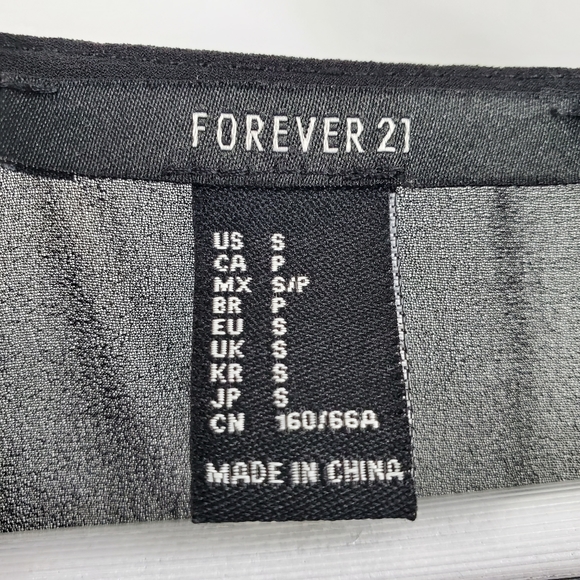 FOREVER 21
US S
CA P
MX S/P
BR P
EU S
UK S
KR S
JP S
CN 160/66A
MADE IN CHINA